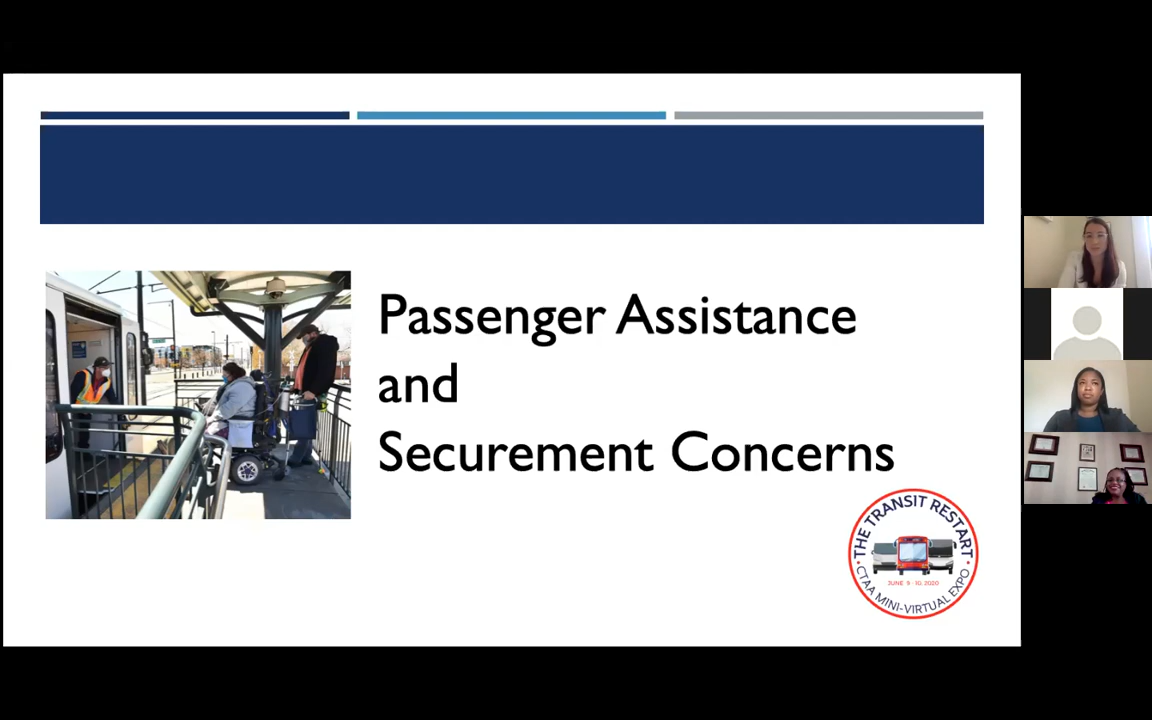 Passenger Assistance
and
Securement Concerns
THE TRANSIT RESTART
JUNE 9 - 10, 2020
CTAA MINI-VIRTUAL EXPO